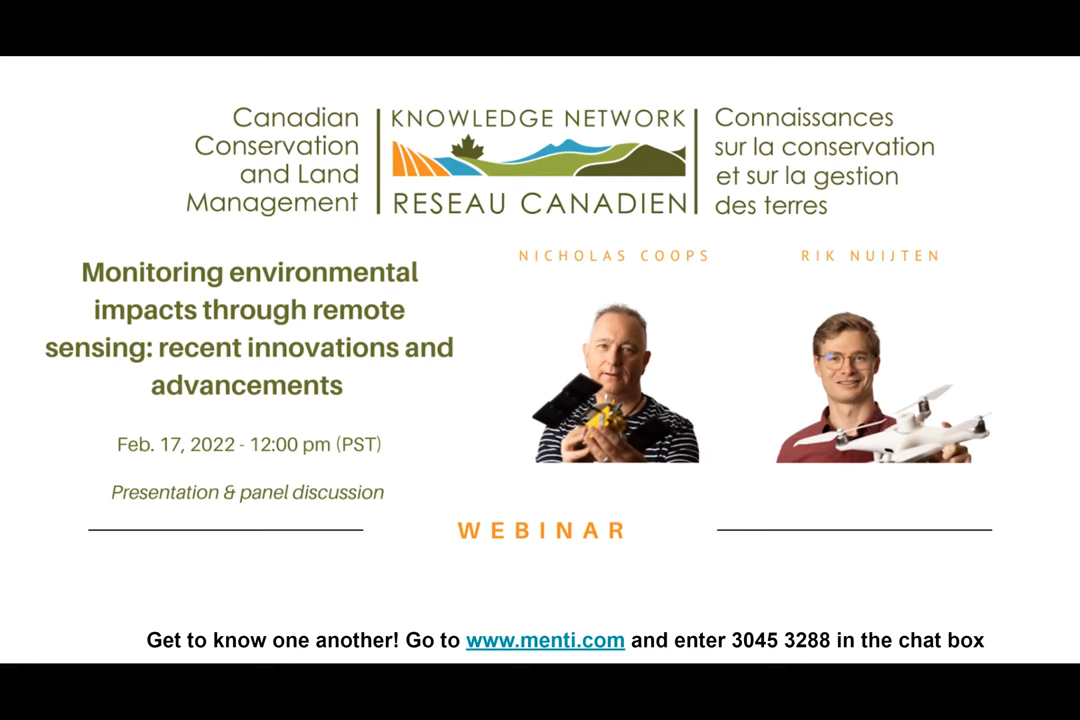 Canadian
Conservation
and Land
Management
KNOWLEDGE NETWORK
RESEAU CANADIEN
Connaissances
sur la conservation
et sur la gestion
des terres
Monitoring environmental
impacts through remote
sensing: recent innovations and
advancements
Feb. 17, 2022 - 12:00 pm (PST)
Presentation & panel discussion
NICHOLAS COOPS
RIK NUIJTEN
WEBINAR
Get to know one another! Go to www.menti.com and enter 3045 3288 in the chat box